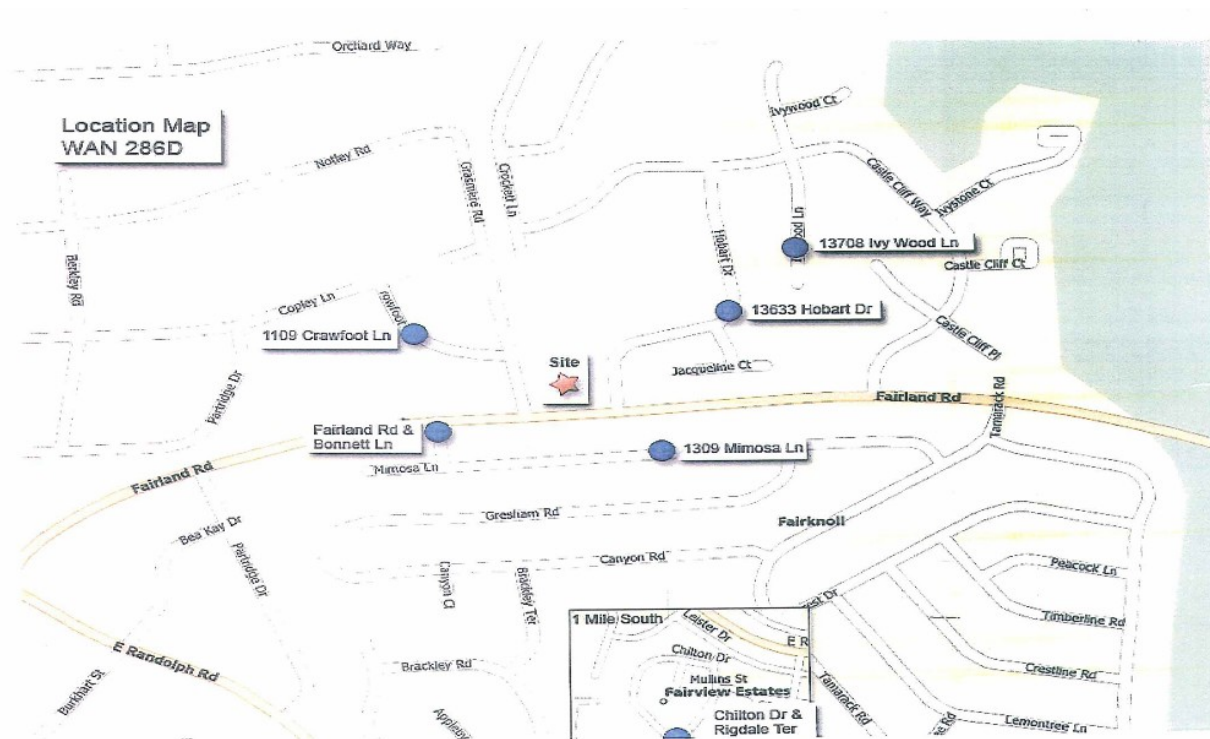 Orchard Way
Location Map
WAN 286D
Ivywood Ct
Notley Rd
Grasmere Rd
Crockett Ln
Castle Cliff Way
Ivystone Ct
Hobart Dr
13708 Ivy Wood Ln
Castle Cliff Ct
Berkley Rd
Copley Ln
13633 Hobart Dr
1109 Crawfoot Ln
Castle Cliff Pl
Site
Jacqueline Ct
Partridge Dr
Fairland Rd
Tamarack Rd
Fairland Rd &
Bonnett Ln
Mimosa Ln
1309 Mimosa Ln
Fairland Rd
Gresham Rd
Fairknoll
Bea Kay Dr
Partridge Dr
Canyon Rd
Canyon Ct
Brackley Ter
Peacock Ln
Timberline Rd
1 Mile South
Leister Dr
E R
E Randolph Rd
Chilton Dr
Brackley Rd
Mullins St
Fairview Estates
Crestline Rd
Burkhart St
Tamarack Rd
Chilton Dr &
Rigdale Ter
Lemontree Ln
Appleby